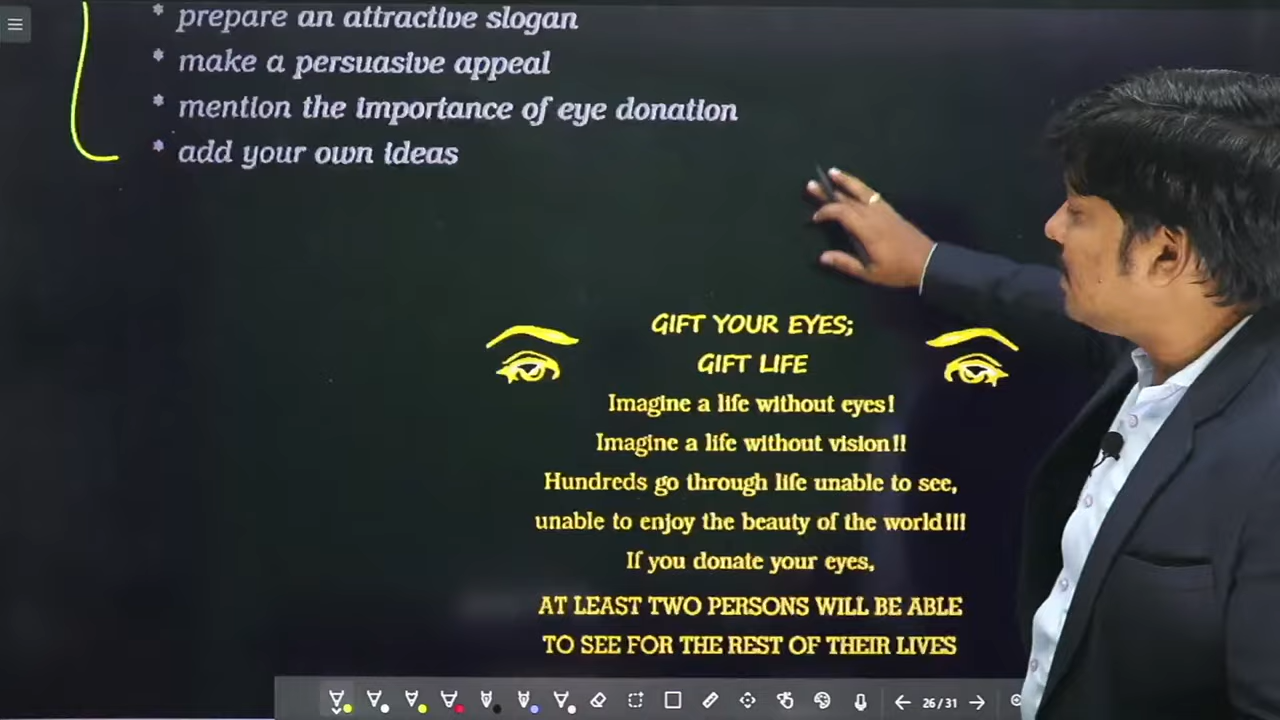 * prepare an attractive slogan
* make a persuasive appeal
* mention the importance of eye donation
* add your own ideas
GIFT YOUR EYES;
GIFT LIFE
Imagine a life without eyes!
Imagine a life without vision!!
Hundreds go through life unable to see,
unable to enjoy the beauty of the world!!!
If you donate your eyes,
AT LEAST TWO PERSONS WILL BE ABLE
TO SEE FOR THE REST OF THEIR LIVES
26/31